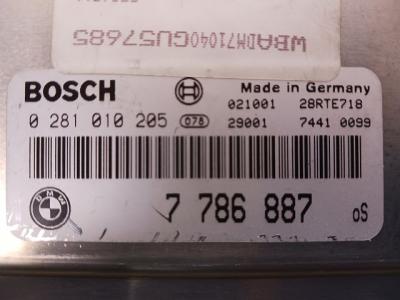 WBADM71040GU57685
BOSCH
Made in Germany
021001 28RTE718
0 281 010 205 078 29001 7441 0099
BMW
7 786 887 oS